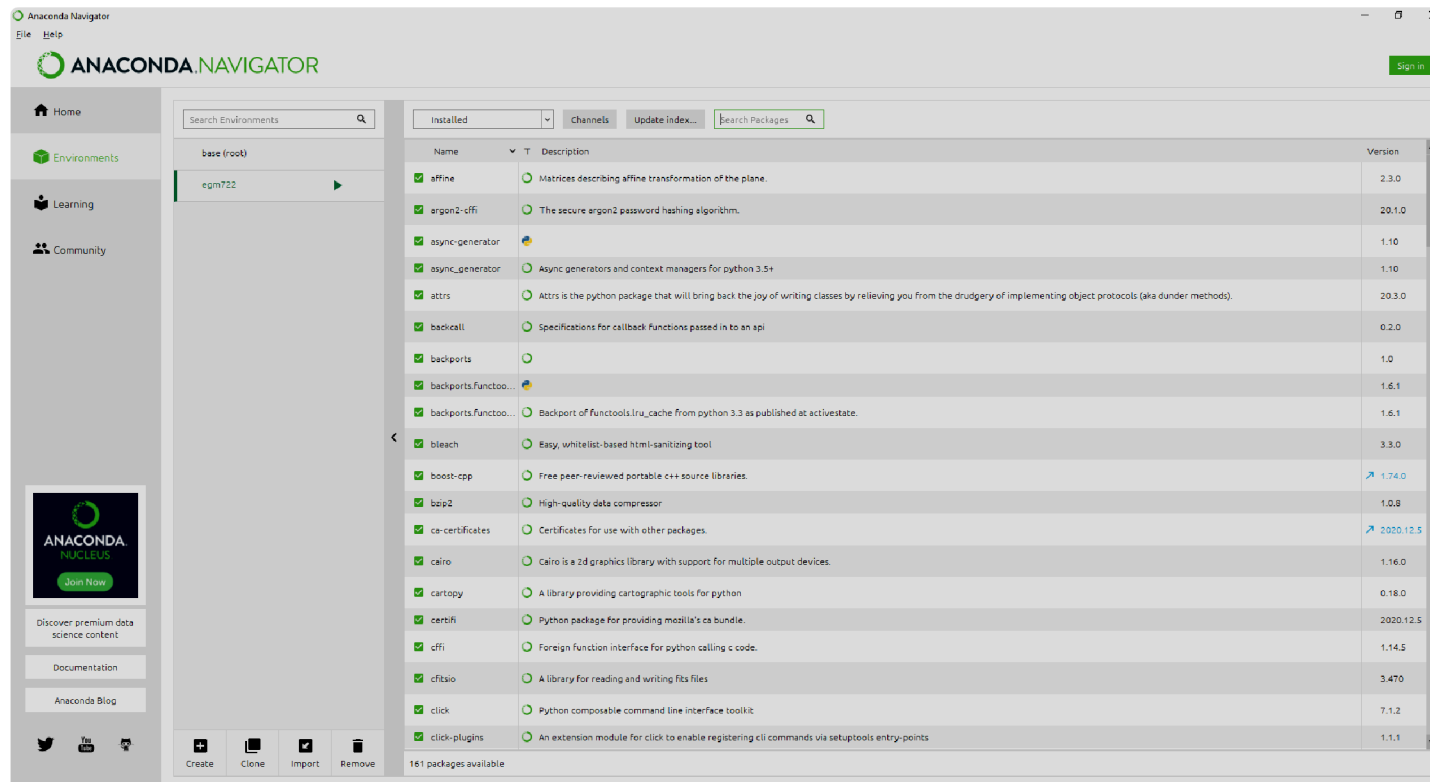 Anaconda Navigator
File Help
ANACONDA.NAVIGATOR
Sign in
Home
Environments
Learning
Community
ANACONDA.
NUCLEUS
Join Now
Discover premium data
science content
Documentation
Anaconda Blog
You
Tube
Search Environments
base (root)
egm722
Create Clone Import Remove
Installed Channels Update index... Search Packages
Name T Description Version
affine Matrices describing affine transformation of the plane. 2.3.0
argon2-cffi The secure argon2 password hashing algorithm. 20.1.0
async-generator 1.10
async_generator Async generators and context managers for python 3.5+ 1.10
attrs Attrs is the python package that will bring back the joy of writing classes by relieving you from the drudgery of implementing object protocols (aka dunder methods). 20.3.0
backcall Specifications for callback functions passed in to an api 0.2.0
backports 1.0
backports.functoo... 1.6.1
backports.functoo... Backport of functools.lru_cache from python 3.3 as published at activestate. 1.6.1
bleach Easy, whitelist-based html-sanitizing tool 3.3.0
boost-cpp Free peer-reviewed portable c++ source libraries. 1.74.0
bzip2 High-quality data compressor 1.0.8
ca-certificates Certificates for use with other packages. 2020.12.5
cairo Cairo is a 2d graphics library with support for multiple output devices. 1.16.0
cartopy A library providing cartographic tools for python 0.18.0
certifi Python package for providing mozilla's ca bundle. 2020.12.5
cffi Foreign function interface for python calling c code. 1.14.5
cfitsio A library for reading and writing fits files 3.470
click Python composable command line interface toolkit 7.1.2
click-plugins An extension module for click to enable registering cli commands via setuptools entry-points 1.1.1
161 packages available